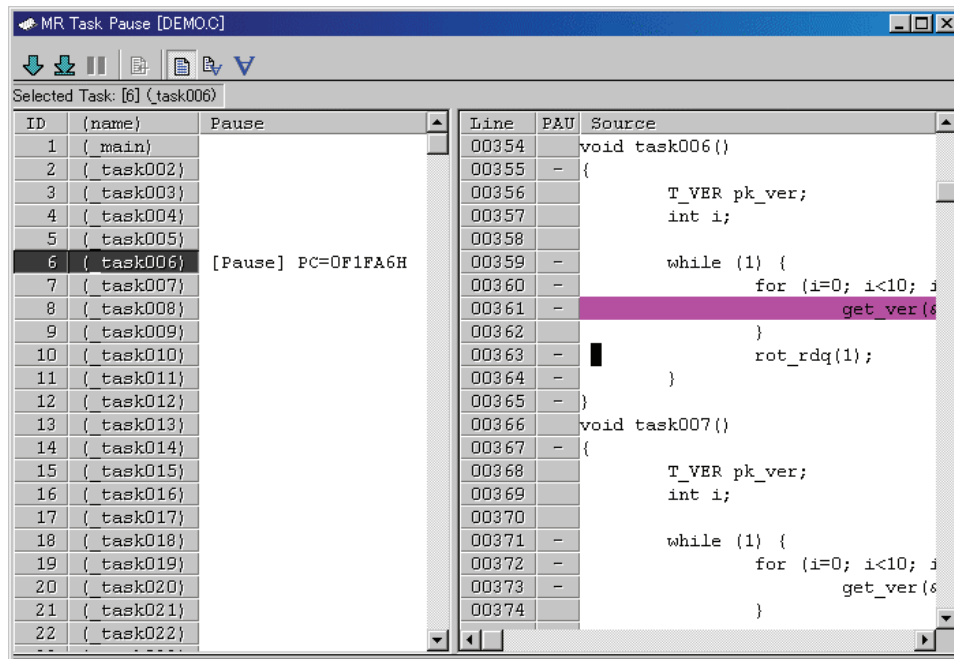 MR Task Pause [DEMO.C]
Selected Task: [6] (_task006)
ID (name) Pause
1 (_main)
2 (_task002)
3 (_task003)
4 (_task004)
5 (_task005)
6 (_task006) [Pause] PC=0F1FA6H
7 (_task007)
8 (_task008)
9 (_task009)
10 (_task010)
11 (_task011)
12 (_task012)
13 (_task013)
14 (_task014)
15 (_task015)
16 (_task016)
17 (_task017)
18 (_task018)
19 (_task019)
20 (_task020)
21 (_task021)
22 (_task022)
Line PAU Source
00354 void task006()
00355 - {
00356 T_VER pk_ver;
00357 int i;
00358
00359 - while (1) {
00360 - for (i=0; i<10; i
00361 - get_ver(&
00362 }
00363 - rot_rdq(1);
00364 - }
00365 - }
00366 void task007()
00367 - {
00368 T_VER pk_ver;
00369 int i;
00370
00371 - while (1) {
00372 - for (i=0; i<10; i
00373 - get_ver(&
00374 }